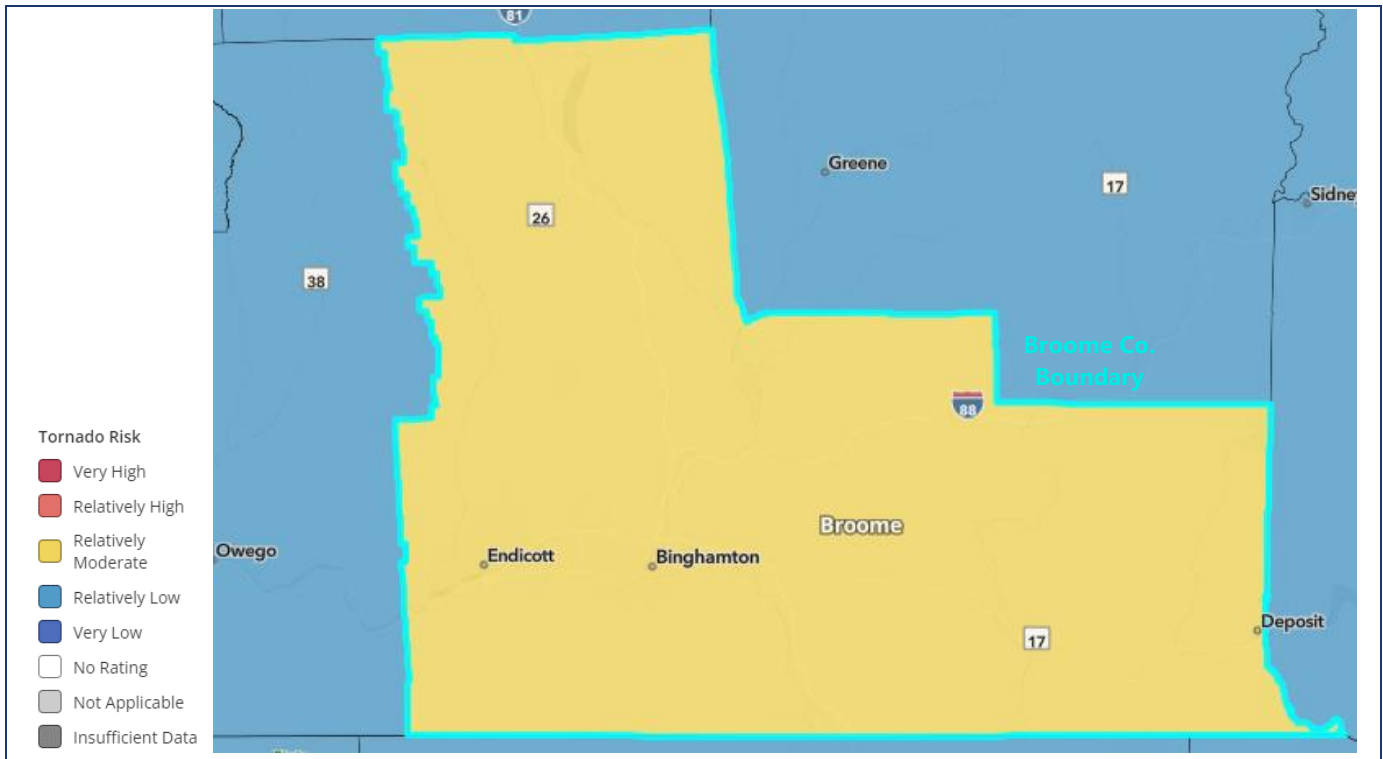 81
Greene
17
Sidne
26
38
Broome Co.
Boundary
88
Tornado Risk
Very High
Relatively High
Relatively
Moderate
Relatively Low
Very Low
No Rating
Not Applicable
Insufficient Data
Broome
Owego
Endicott
Binghamton
Deposit
17